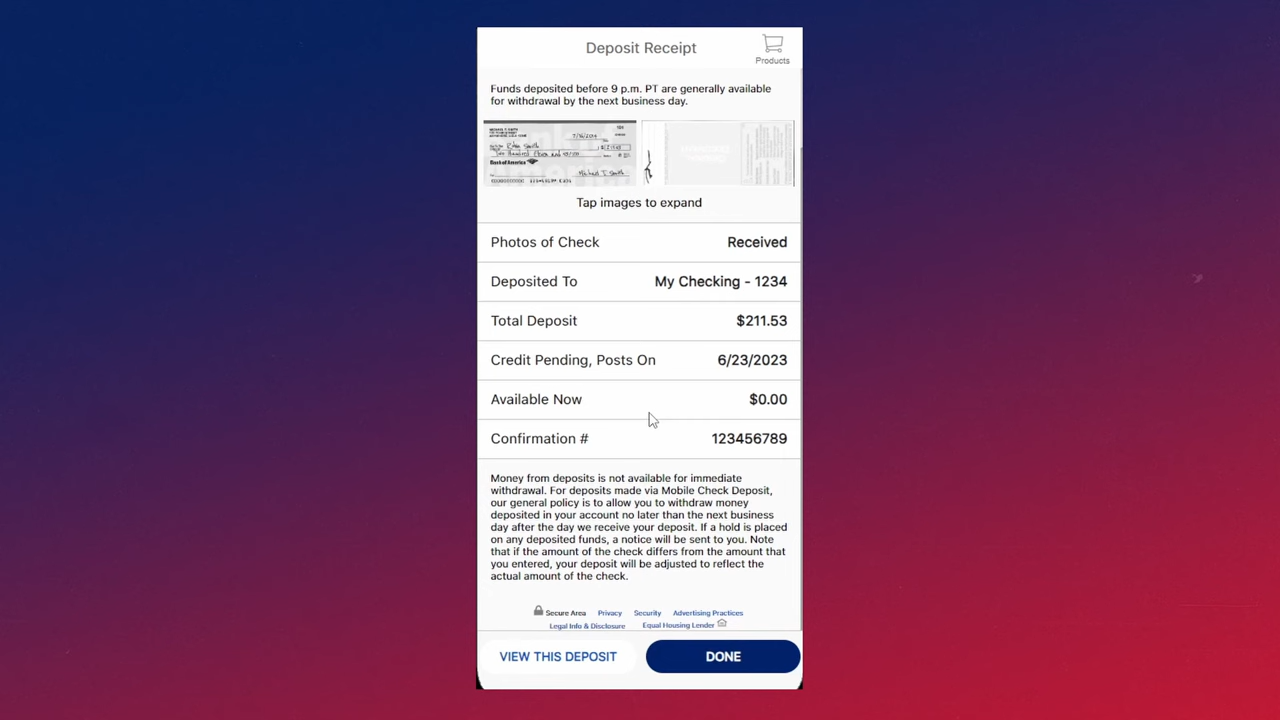 Deposit Receipt
Products
Funds deposited before 9 p.m. PT are generally available
for withdrawal by the next business day.
Bank of America
Michael T. Smith
Tap images to expand
Photos of Check Received
Deposited To My Checking - 1234
Total Deposit $211.53
Credit Pending, Posts On 6/23/2023
Available Now $0.00
Confirmation # 123456789
Money from deposits is not available for immediate
withdrawal. For deposits made via Mobile Check Deposit,
our general policy is to allow you to withdraw money
deposited in your account no later than the next business
day after the day we receive your deposit. If a hold is placed
on any deposited funds, a notice will be sent to you. Note
that if the amount of the check differs from the amount that
you entered, your deposit will be adjusted to reflect the
actual amount of the check.
Secure Area Privacy Security Advertising Practices
Legal Info & Disclosure Equal Housing Lender
VIEW THIS DEPOSIT DONE